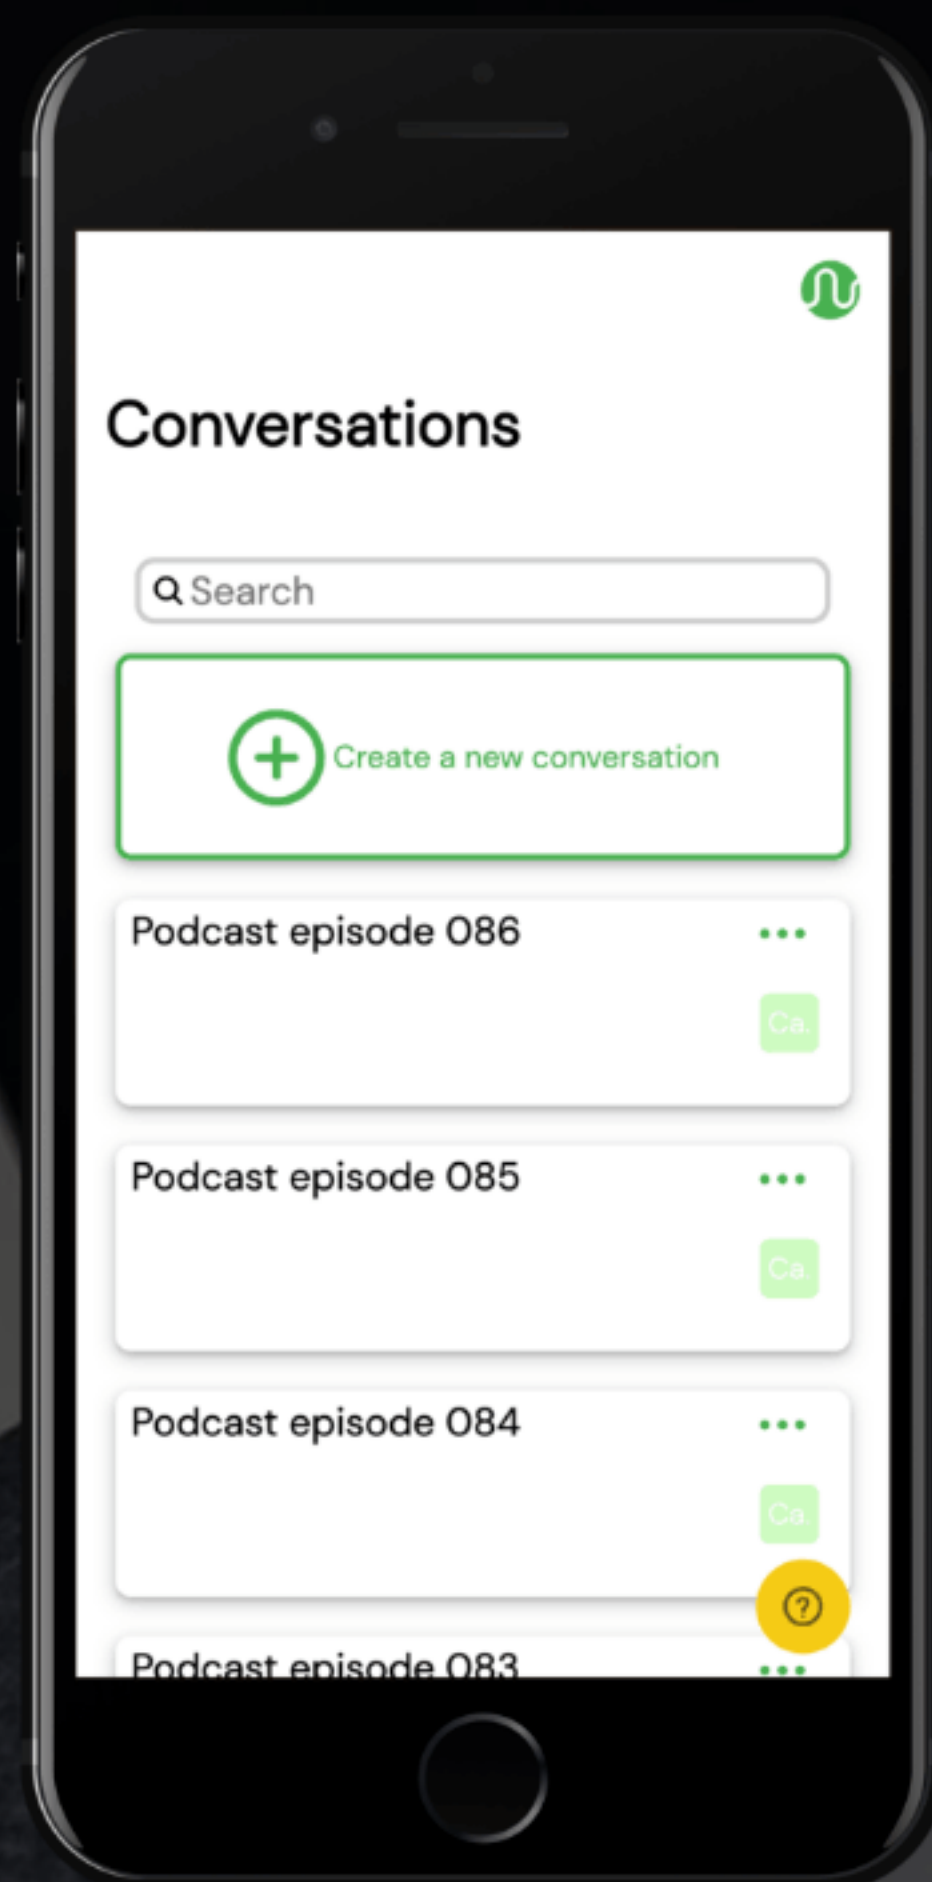 Conversations
Search
Create a new conversation
Podcast episode 086
Ca.
Podcast episode 085
Ca.
Podcast episode 084
Ca.
?
Podcast episode 083